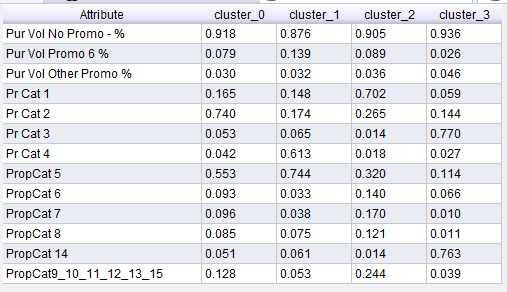 Attribute cluster_0 cluster_1 cluster_2 cluster_3
Pur Vol No Promo - % 0.918 0.876 0.905 0.936
Pur Vol Promo 6 % 0.079 0.139 0.089 0.026
Pur Vol Other Promo % 0.030 0.032 0.036 0.046
Pr Cat 1 0.165 0.148 0.702 0.059
Pr Cat 2 0.740 0.174 0.265 0.144
Pr Cat 3 0.053 0.065 0.014 0.770
Pr Cat 4 0.042 0.613 0.018 0.027
PropCat 5 0.553 0.744 0.320 0.114
PropCat 6 0.093 0.033 0.140 0.066
PropCat 7 0.096 0.038 0.170 0.010
PropCat 8 0.085 0.075 0.121 0.011
PropCat 14 0.051 0.061 0.014 0.763
PropCat9_10_11_12_13_15 0.128 0.053 0.244 0.039